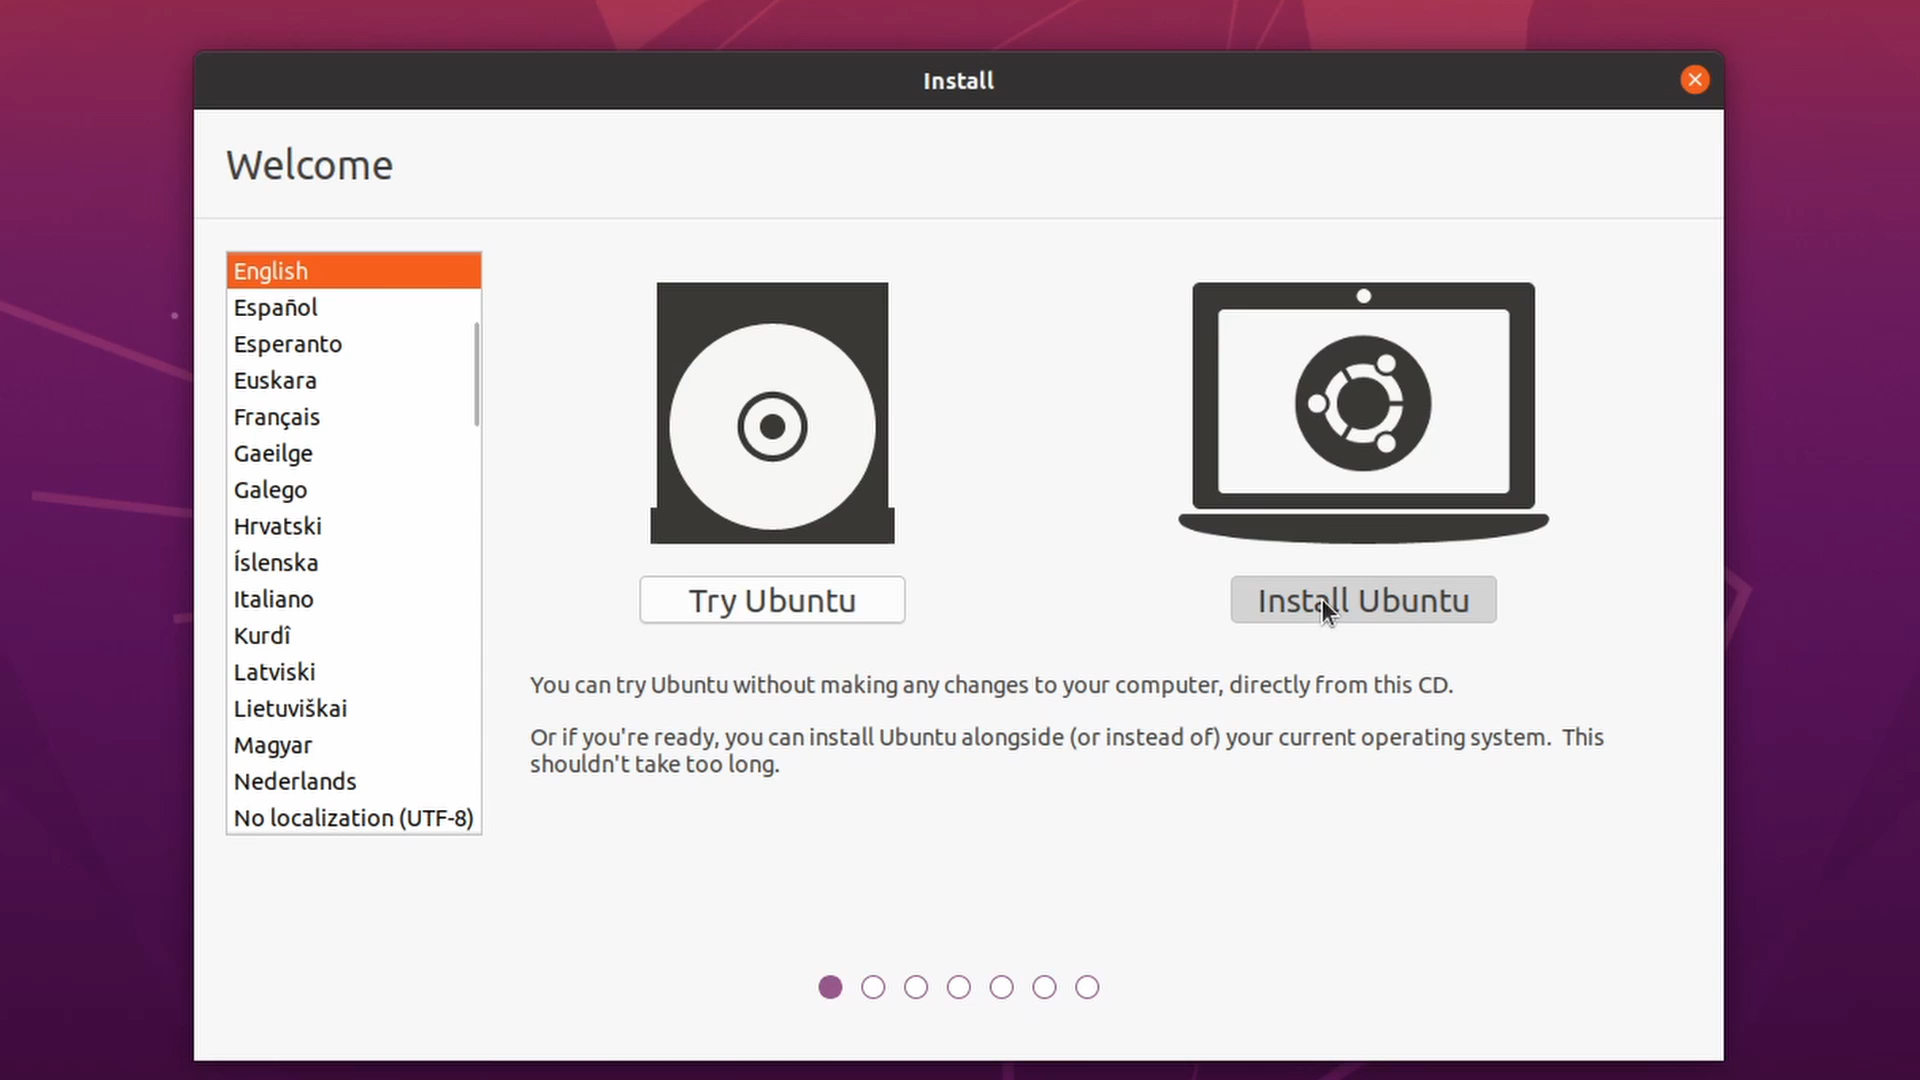 Install
Welcome
English
Español
Esperanto
Euskara
Français
Gaeilge
Galego
Hrvatski
Íslenska
Italiano
Kurdî
Latviski
Lietuviškai
Magyar
Nederlands
No localization (UTF-8)
Try Ubuntu
Install Ubuntu
You can try Ubuntu without making any changes to your computer, directly from this CD.
Or if you're ready, you can install Ubuntu alongside (or instead of) your current operating system.  This
shouldn't take too long.